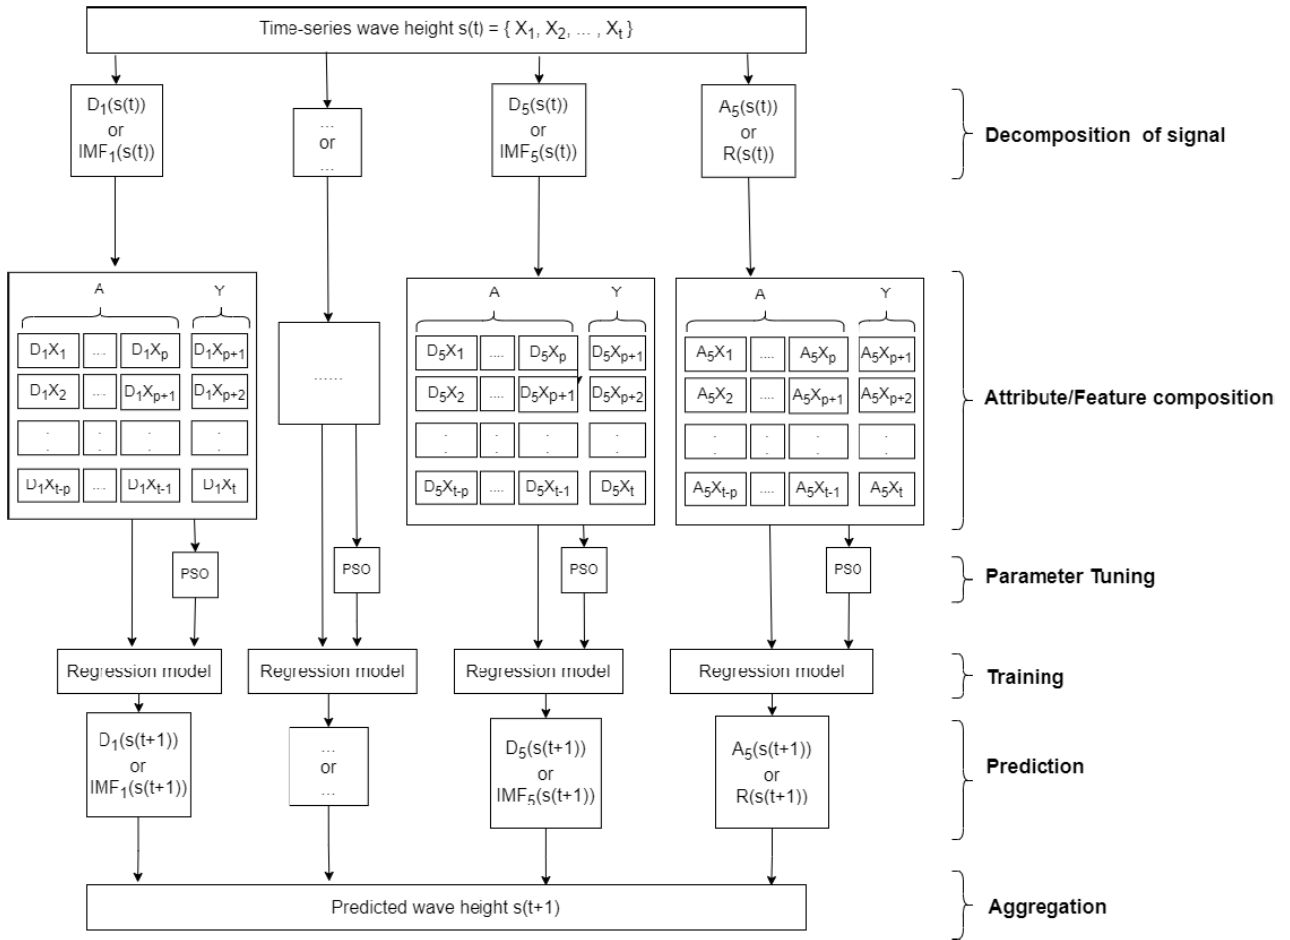 Time-series wave height s(t) = { X1, X2, ... , Xt }
D1(s(t))
or
IMF1(s(t))
...
or
...
D5(s(t))
or
IMF5(s(t))
A5(s(t))
or
R(s(t))
Decomposition of signal
A Y
D1X1 .... D1Xp D1Xp+1
D1X2 ... D1Xp+1 D1Xp+2
: : : :
D1Xt-p .... D1Xt-1 D1Xt
......
A Y
D5X1 .... D5Xp D5Xp+1
D5X2 .... D5Xp+1 D5Xp+2
: : : :
D5Xt-p .... D5Xt-1 D5Xt
A Y
A5X1 .... A5Xp A5Xp+1
A5X2 .... A5Xp+1 A5Xp+2
: : : :
A5Xt-p .... A5Xt-1 A5Xt
Attribute/Feature composition
PSO
PSO
PSO
PSO
Parameter Tuning
Regression model
Regression model
Regression model
Regression model
Training
D1(s(t+1))
or
IMF1(s(t+1))
...
or
...
D5(s(t+1))
or
IMF5(s(t+1))
A5(s(t+1))
or
R(s(t+1))
Prediction
Predicted wave height s(t+1)
Aggregation